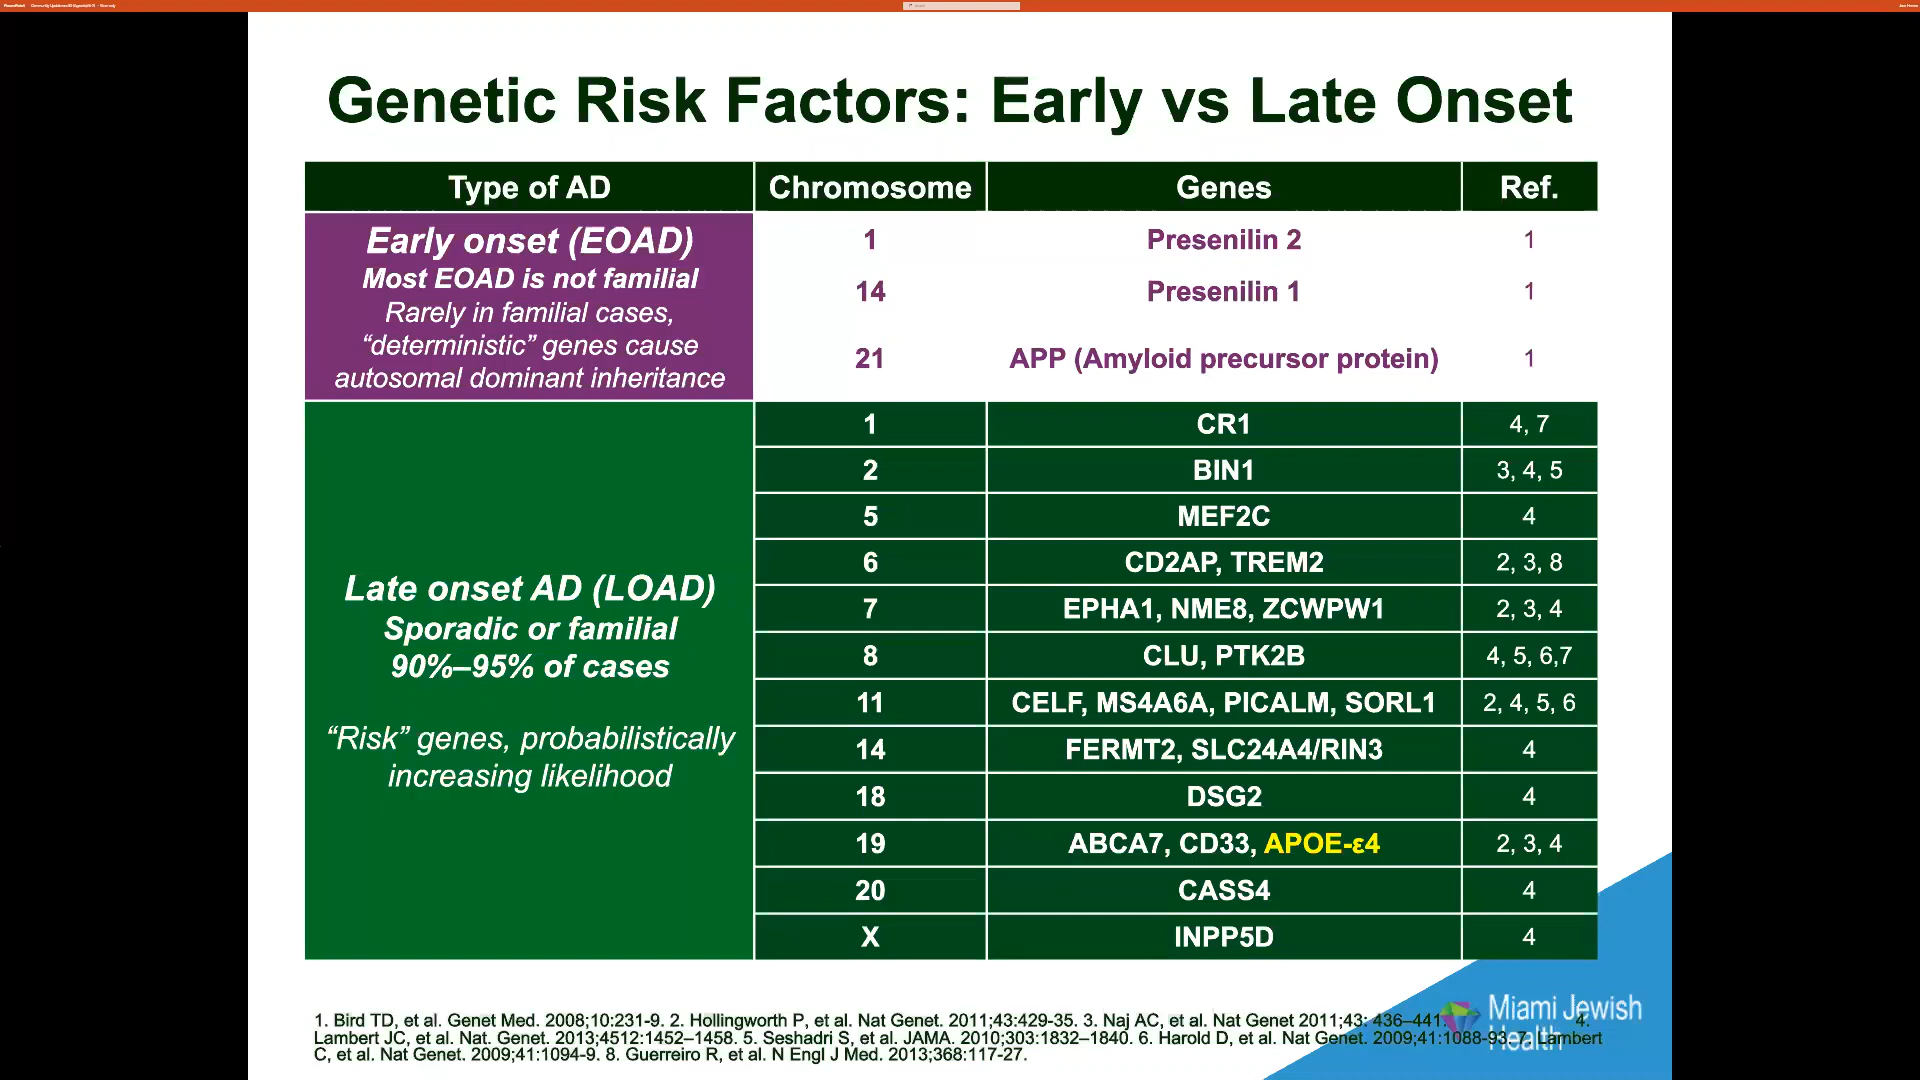 Genetic Risk Factors: Early vs Late Onset
Type of AD Chromosome Genes Ref.
Early onset (EOAD)
Most EOAD is not familial
Rarely in familial cases,
“deterministic” genes cause
autosomal dominant inheritance
1 Presenilin 2 1
14 Presenilin 1 1
21 APP (Amyloid precursor protein) 1
Late onset AD (LOAD)
Sporadic or familial
90%–95% of cases
“Risk” genes, probabilistically
increasing likelihood
1 CR1 4, 7
2 BIN1 3, 4, 5
5 MEF2C 4
6 CD2AP, TREM2 2, 3, 8
7 EPHA1, NME8, ZCWPW1 2, 3, 4
8 CLU, PTK2B 4, 5, 6,7
11 CELF, MS4A6A, PICALM, SORL1 2, 4, 5, 6
14 FERMT2, SLC24A4/RIN3 4
18 DSG2 4
19 ABCA7, CD33, APOE-ε4 2, 3, 4
20 CASS4 4
X INPP5D 4
1. Bird TD, et al. Genet Med. 2008;10:231-9. 2. Hollingworth P, et al. Nat Genet. 2011;43:429-35. 3. Naj AC, et al. Nat Genet 2011;43: 436–441. 4.
Lambert JC, et al. Nat. Genet. 2013;4512:1452–1458. 5. Seshadri S, et al. JAMA. 2010;303:1832–1840. 6. Harold D, et al. Nat Genet. 2009;41:1088-93. 7. Lambert
C, et al. Nat Genet. 2009;41:1094-9. 8. Guerreiro R, et al. N Engl J Med. 2013;368:117-27.
Miami Jewish
Health